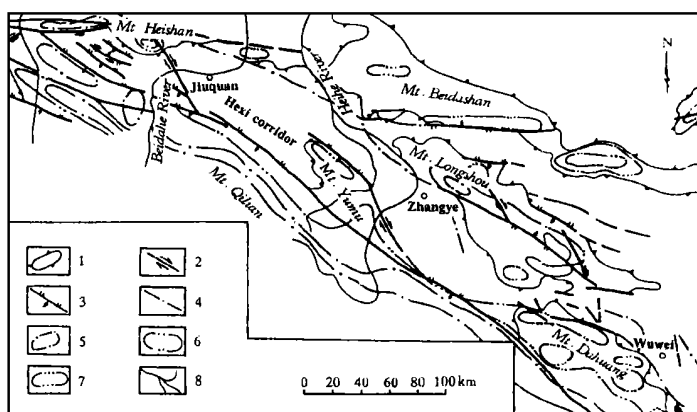 Mt Heishan
N
Jiuquan
Heihe River
Mt. Beidashan
Beidahe River
Hexi corridor
Mt. Longshou
Mt. Yumu
Zhangye
Mt. Qilian
1
2
3
4
5
6
7
8
Mt. Dahuang
Wuwei
0 20 40 60 80 100 km